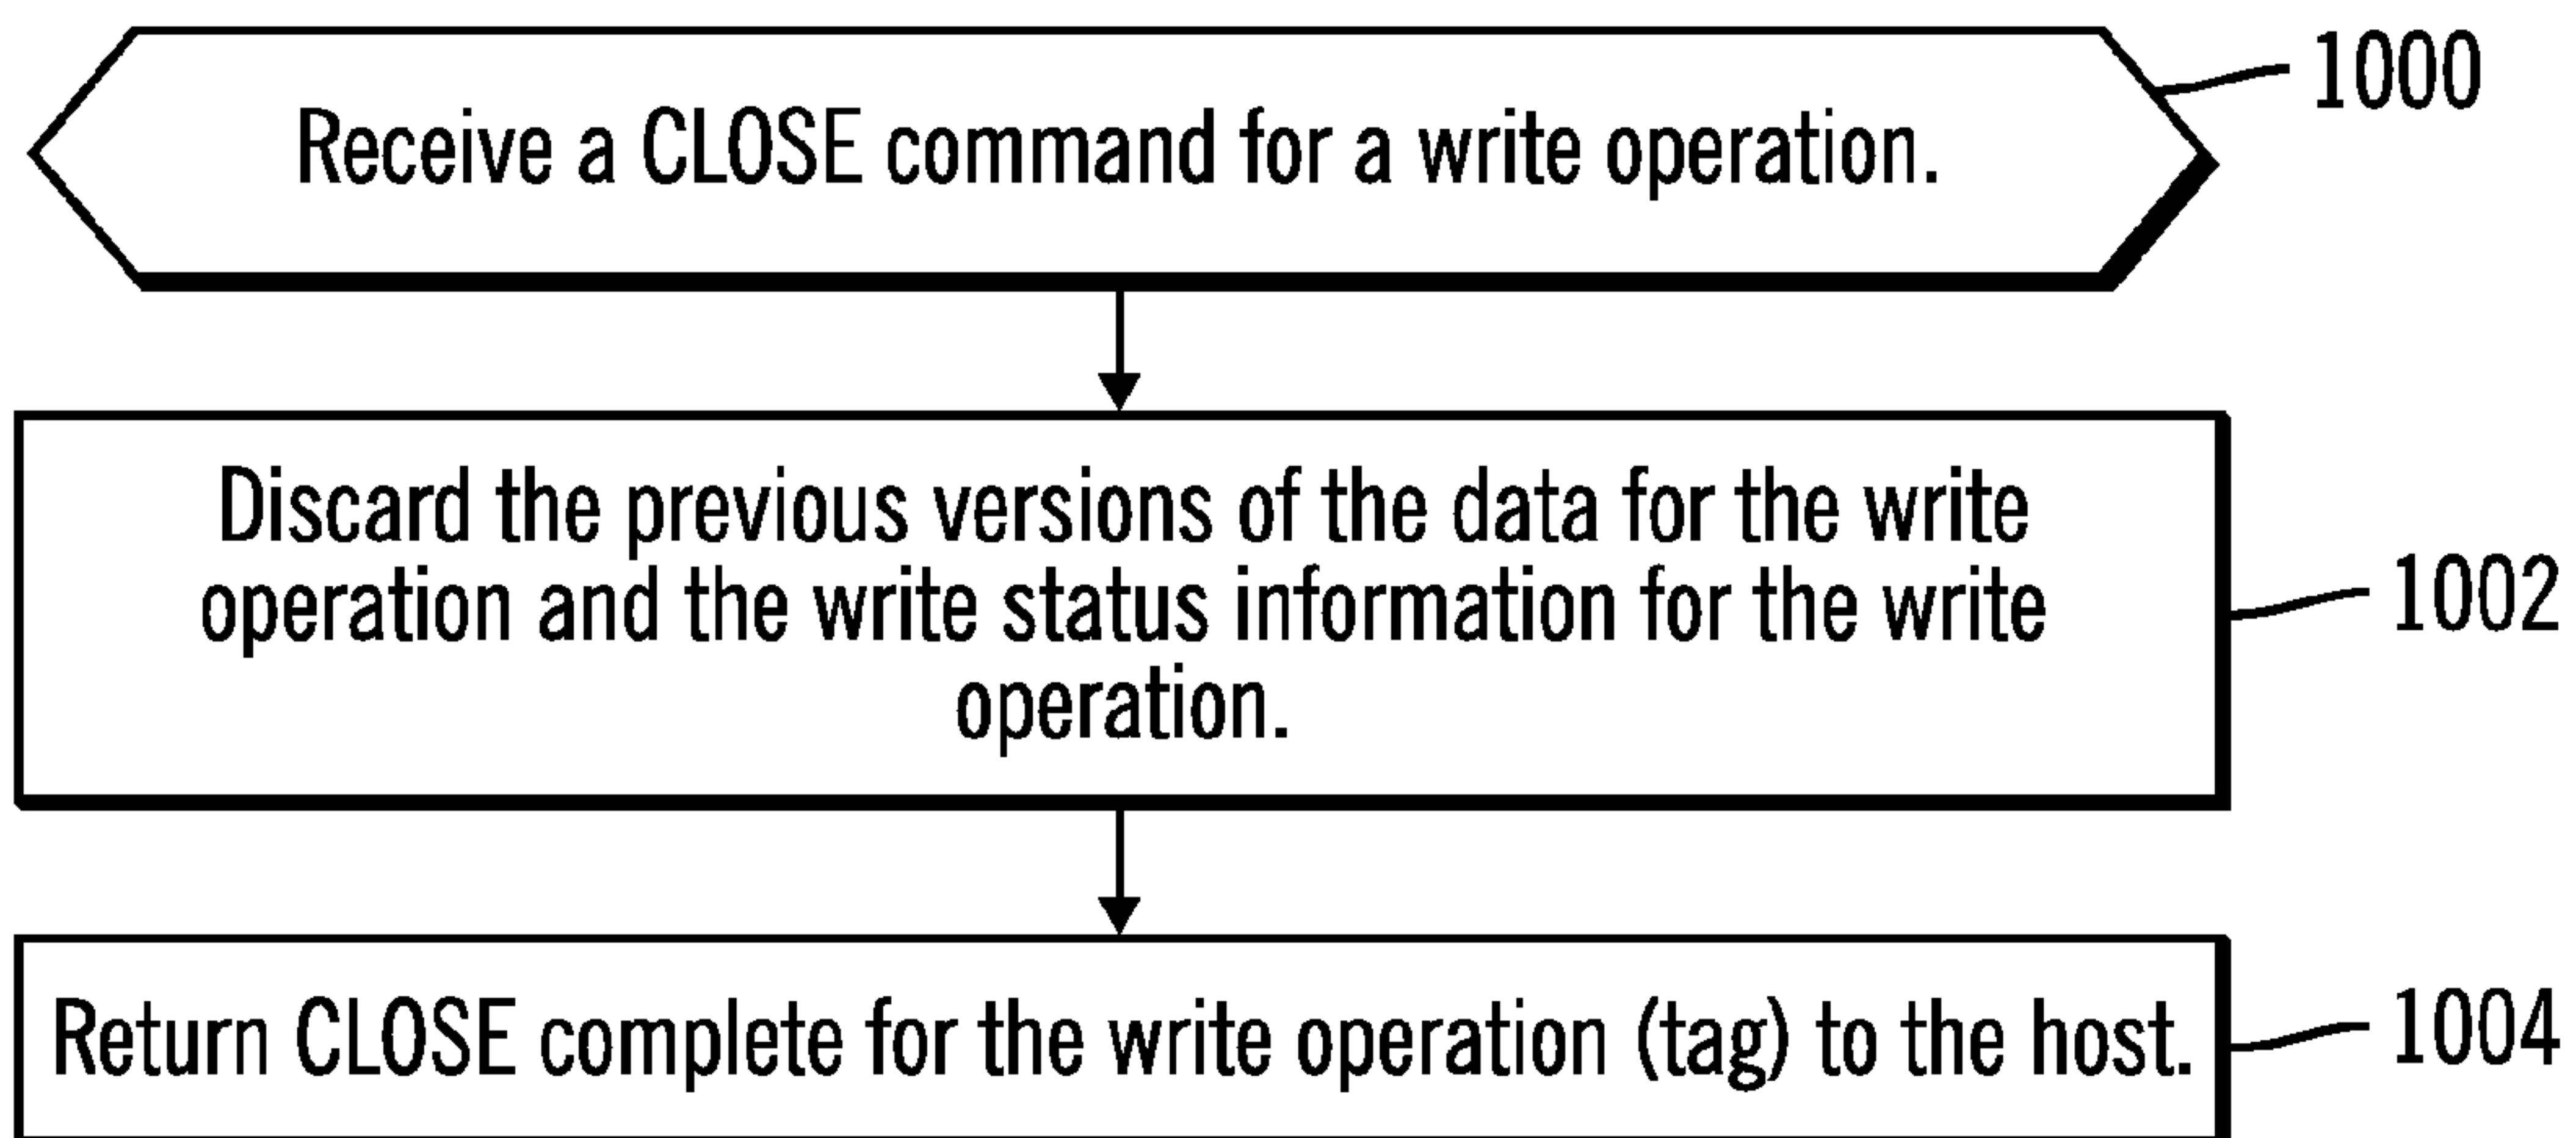 Receive a CLOSE command for a write operation.
1000
Discard the previous versions of the data for the write
operation and the write status information for the write
operation.
1002
Return CLOSE complete for the write operation (tag) to the host.
1004